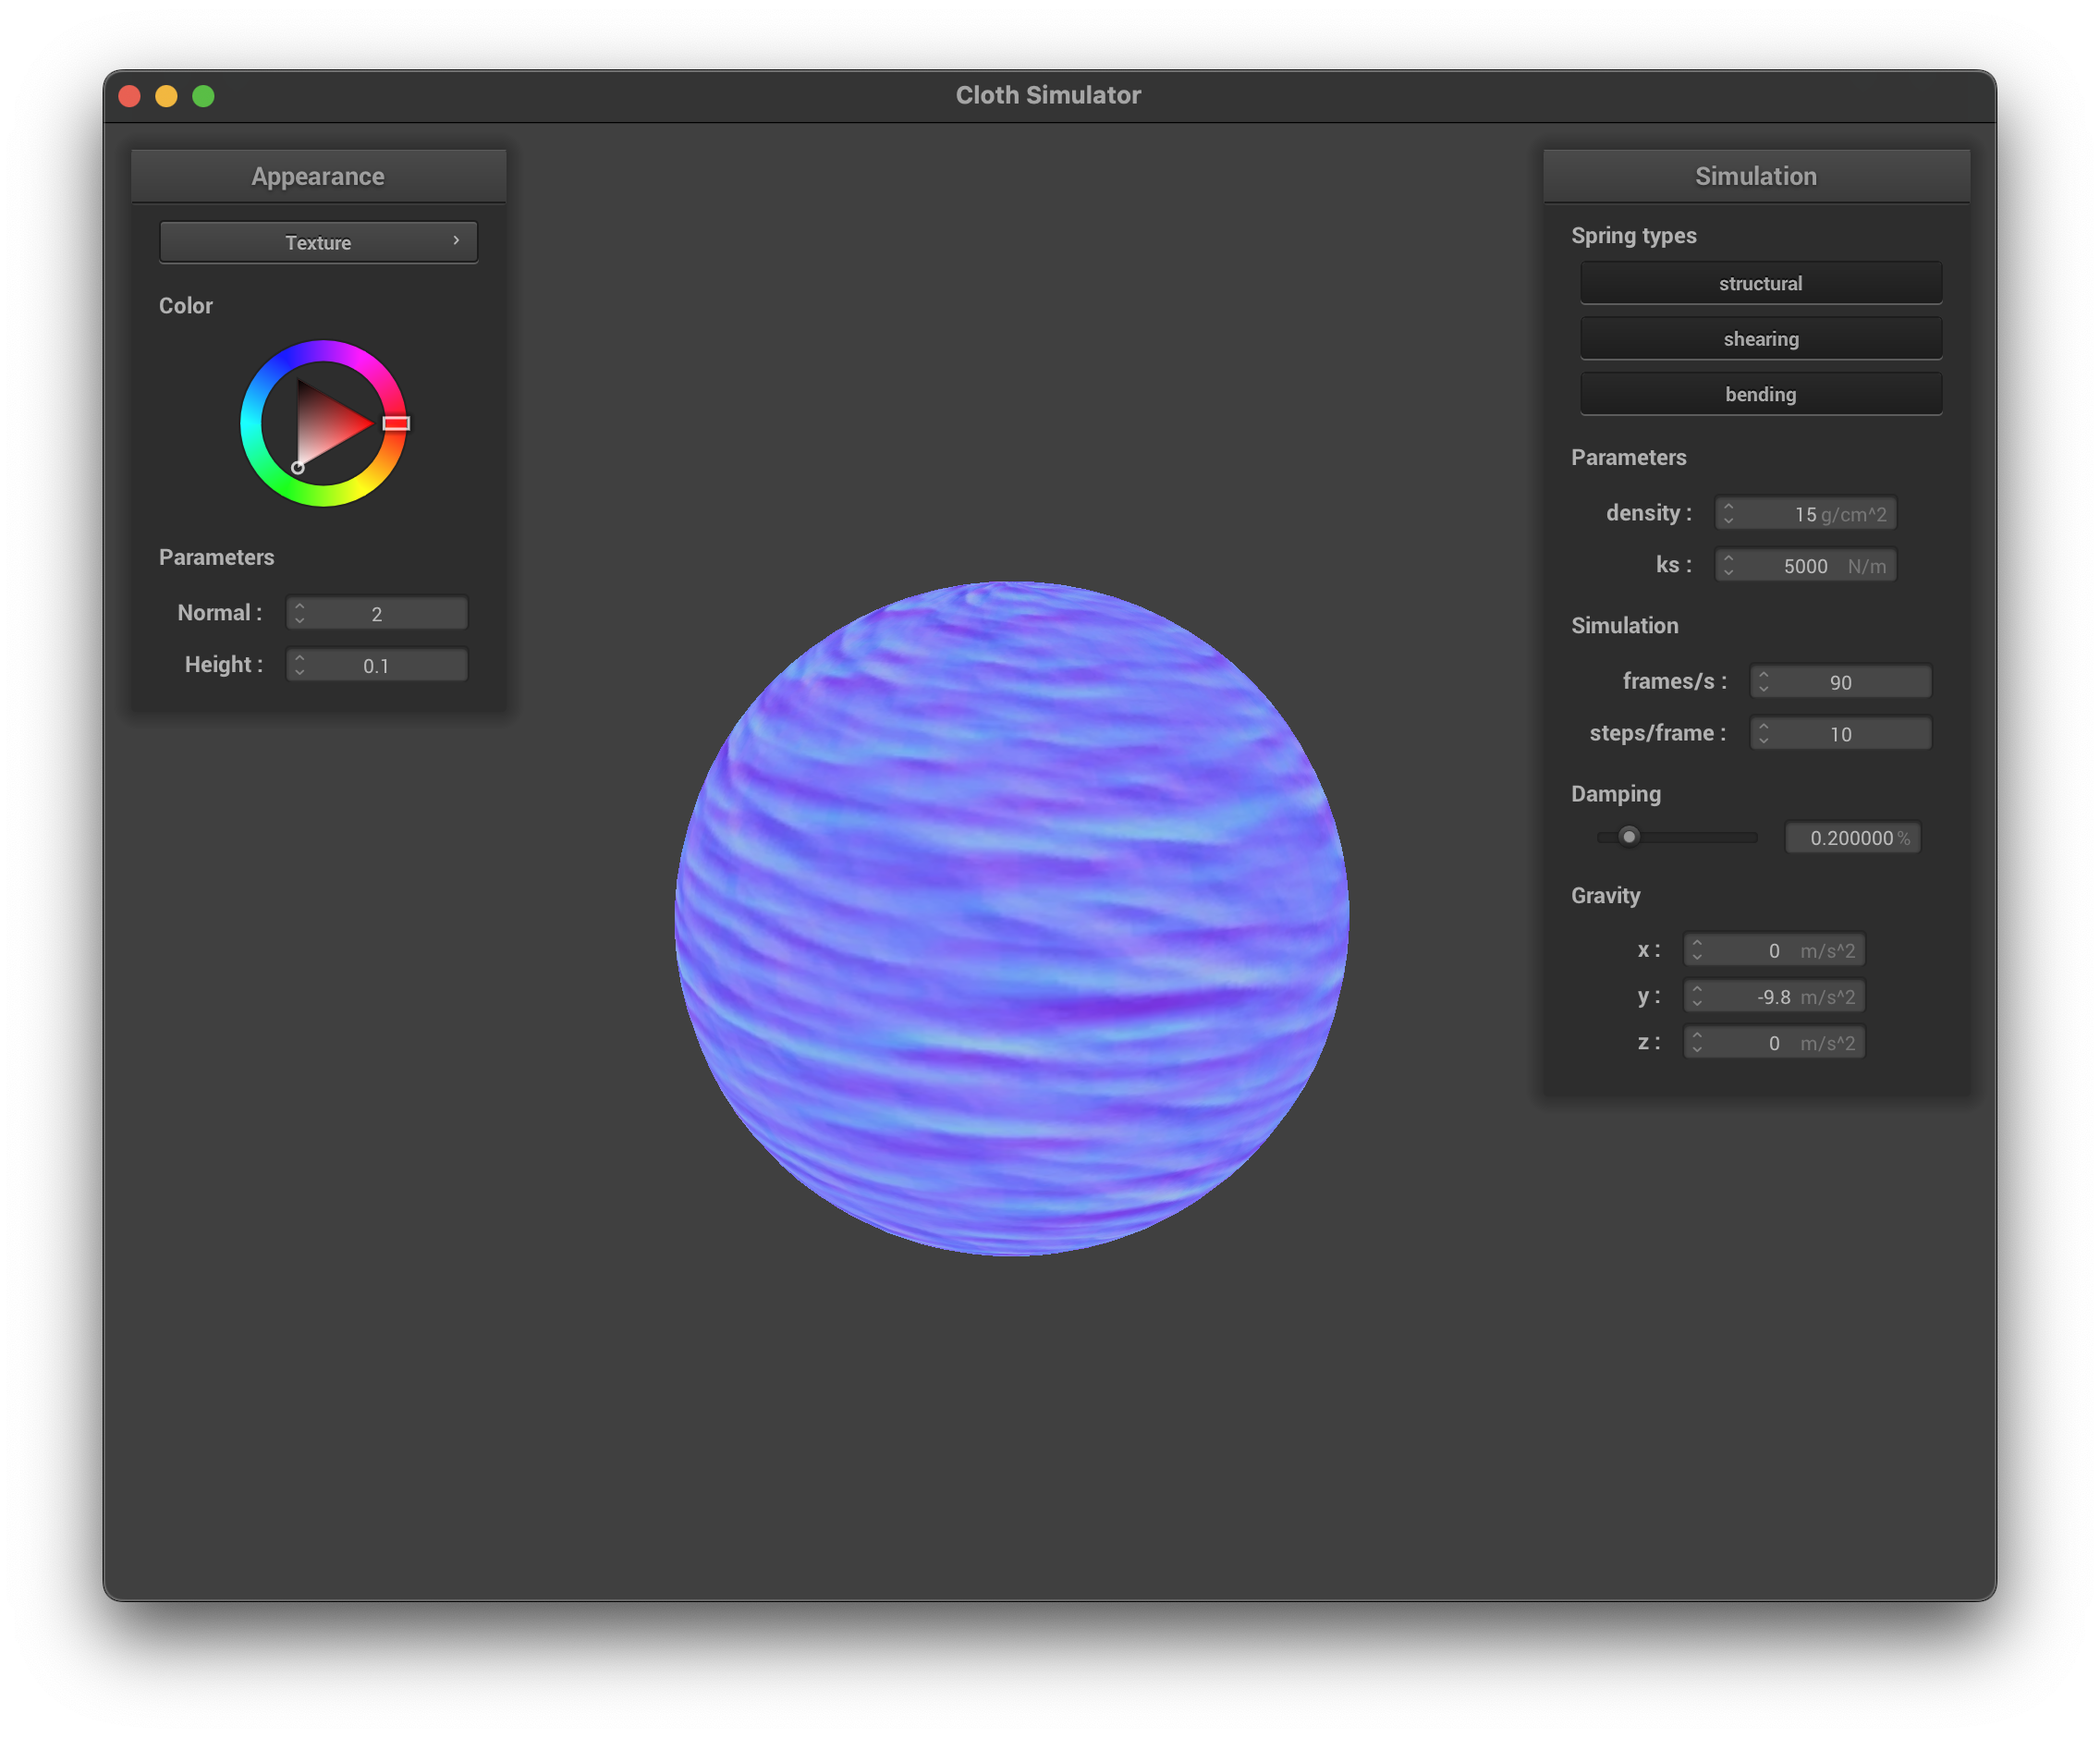 Cloth Simulator
Appearance
Texture
Color
Parameters
Normal : 2
Height : 0.1
Simulation
Spring types
structural
shearing
bending
Parameters
density : 15 g/cm^2
ks : 5000 N/m
Simulation
frames/s : 90
steps/frame : 10
Damping
0.200000 %
Gravity
x : 0 m/s^2
y : -9.8 m/s^2
z : 0 m/s^2